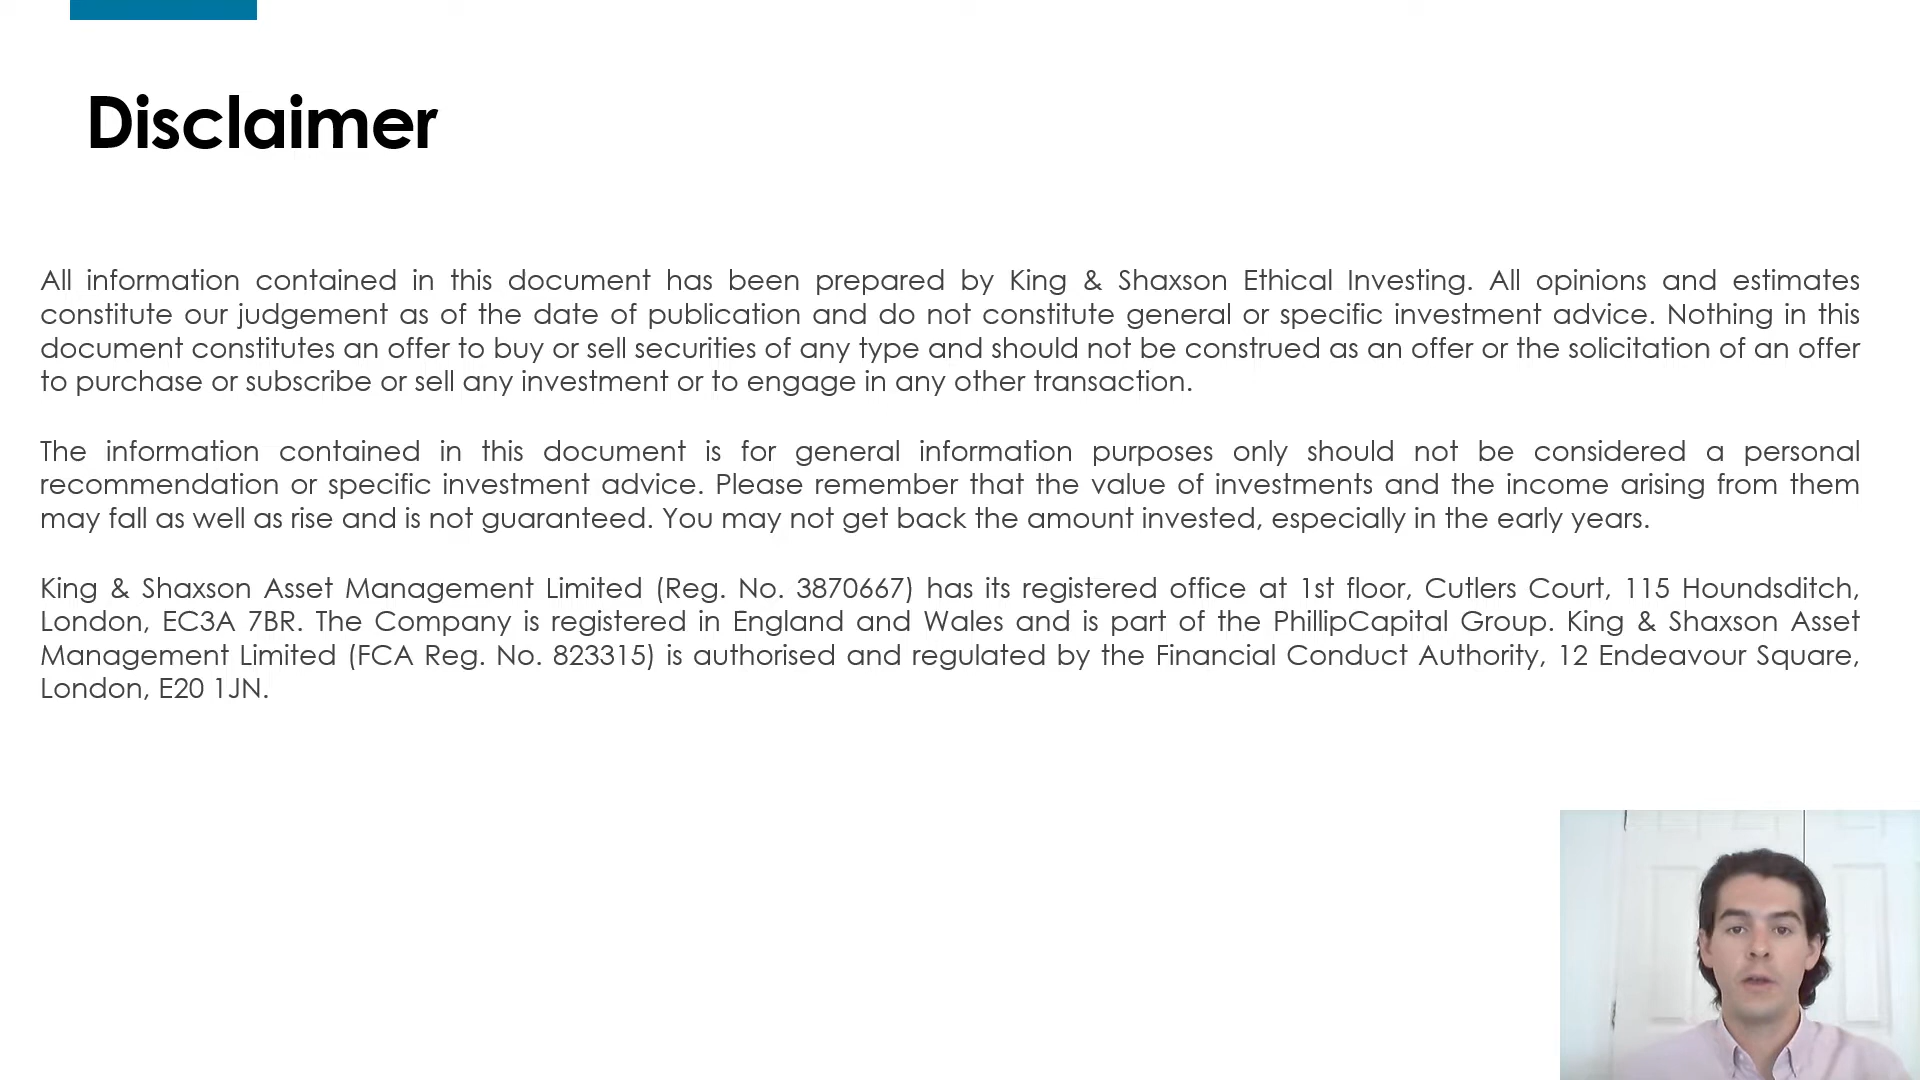 Disclaimer
All information contained in this document has been prepared by King & Shaxson Ethical Investing. All opinions and estimates
constitute our judgement as of the date of publication and do not constitute general or specific investment advice. Nothing in this
document constitutes an offer to buy or sell securities of any type and should not be construed as an offer or the solicitation of an offer
to purchase or subscribe or sell any investment or to engage in any other transaction.
The information contained in this document is for general information purposes only should not be considered a personal
recommendation or specific investment advice. Please remember that the value of investments and the income arising from them
may fall as well as rise and is not guaranteed. You may not get back the amount invested, especially in the early years.
King & Shaxson Asset Management Limited (Reg. No. 3870667) has its registered office at 1st floor, Cutlers Court, 115 Houndsditch,
London, EC3A 7BR. The Company is registered in England and Wales and is part of the PhillipCapital Group. King & Shaxson Asset
Management Limited (FCA Reg. No. 823315) is authorised and regulated by the Financial Conduct Authority, 12 Endeavour Square,
London, E20 1JN.